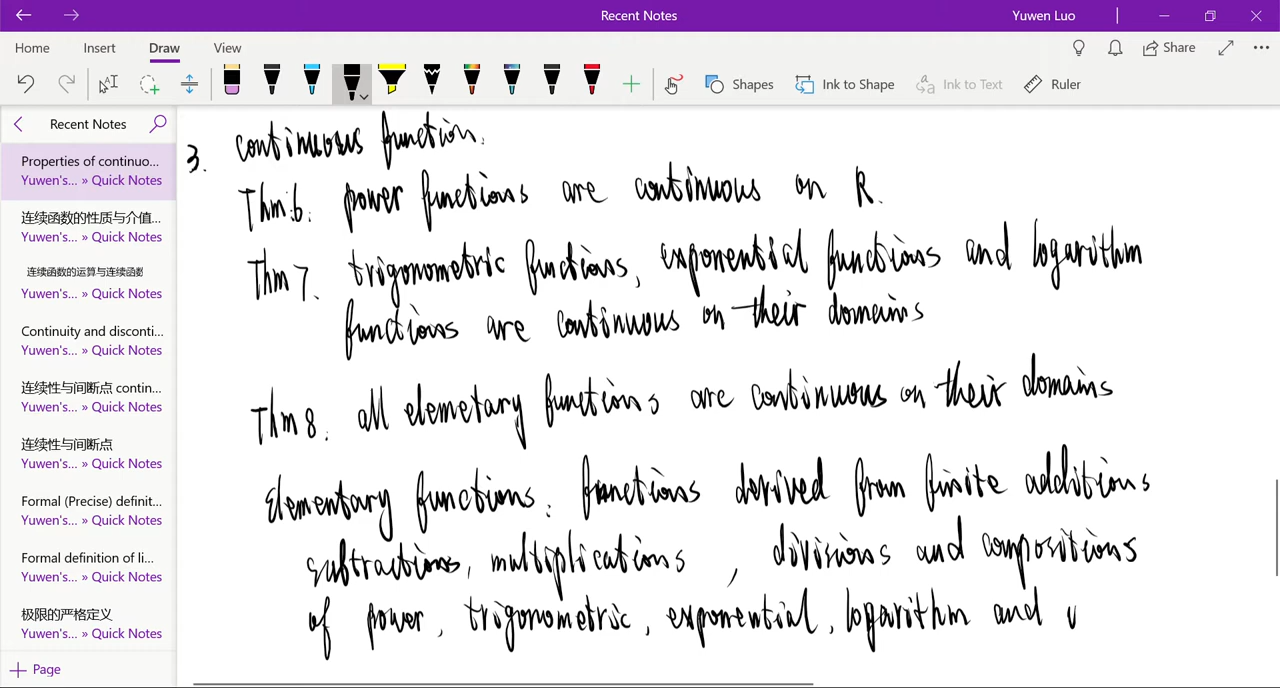 Recent Notes
Yuwen Luo
Home Insert Draw View
Share
Shapes
Ink to Shape
Ink to Text
Ruler
Recent Notes
Properties of continuo...
Yuwen's... » Quick Notes
连续函数的性质与介值...
Yuwen's... » Quick Notes
连续函数的运算与连续函数
Yuwen's... » Quick Notes
Continuity and disconti...
Yuwen's... » Quick Notes
连续性与间断点 contin...
Yuwen's... » Quick Notes
连续性与间断点
Yuwen's... » Quick Notes
Formal (Precise) definit...
Yuwen's... » Quick Notes
Formal definition of li...
Yuwen's... » Quick Notes
极限的严格定义
Yuwen's... » Quick Notes
Page
3. continuous function.
Thm 6. power functions are continuous on R.
Thm 7. trigonometric functions, exponential functions and logarithm
functions are continuous on their domains
Thm 8. all elemetary functions are continuous on their domains
Elementary functions: functions derived from finite additions
subtractions, multiplications , divisions and compositions
of power, trigonometric, exponential, logarithm and